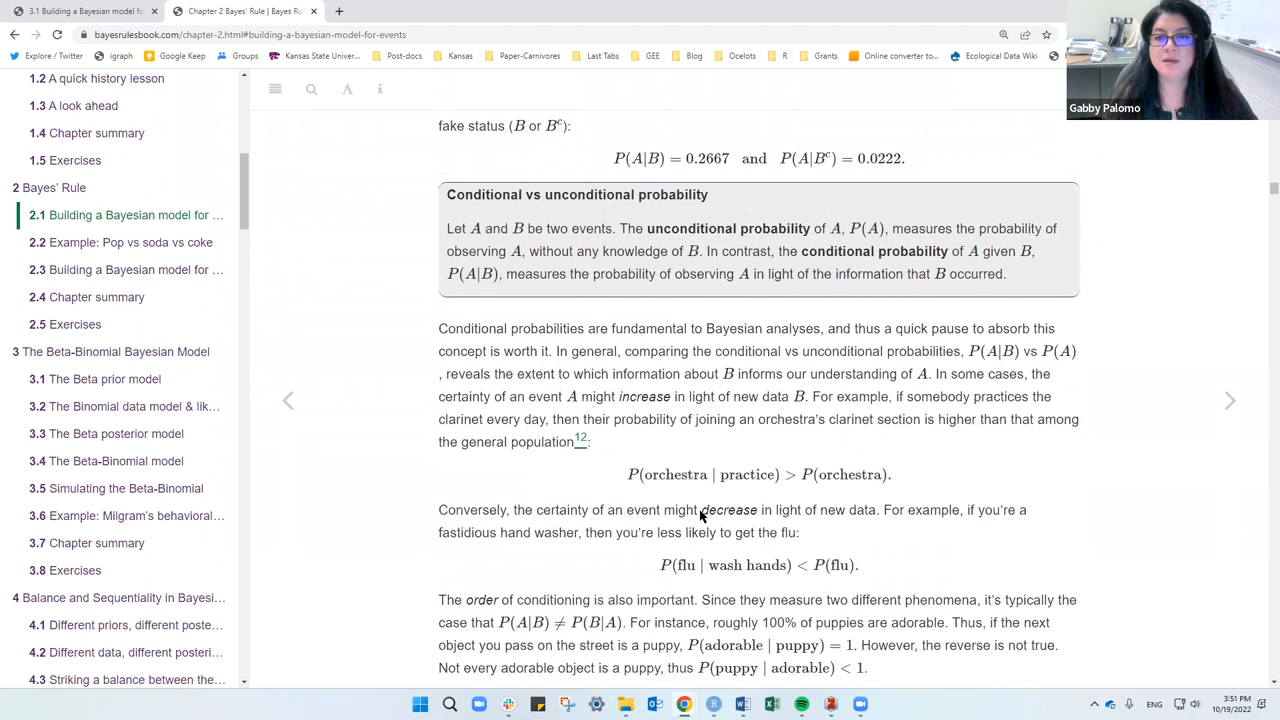 3.1 Building a Bayesian model for
Chapter 2 Bayes' Rule | Bayes Rul
bayesrulesbook.com/chapter-2.html#building-a-bayesian-model-for-events
Explore / Twitter
igraph
Google Keep
Groups
Kansas State Univer...
Post-docs
Kansas
Paper-Carnivores
Last Tabs
GEE
Blog
Ocelots
R
Grants
Online converter to...
Ecological Data Wiki
Gabby Palomo
1.2 A quick history lesson
1.3 A look ahead
1.4 Chapter summary
1.5 Exercises
2 Bayes' Rule
2.1 Building a Bayesian model for ...
2.2 Example: Pop vs soda vs coke
2.3 Building a Bayesian model for ...
2.4 Chapter summary
2.5 Exercises
3 The Beta-Binomial Bayesian Model
3.1 The Beta prior model
3.2 The Binomial data model & lik...
3.3 The Beta posterior model
3.4 The Beta-Binomial model
3.5 Simulating the Beta-Binomial
3.6 Example: Milgram's behavioral...
3.7 Chapter summary
3.8 Exercises
4 Balance and Sequentiality in Bayesi...
4.1 Different priors, different poste...
4.2 Different data, different posteri...
4.3 Striking a balance between the...
fake status (B or Bᶜ):
P(A|B) = 0.2667 and P(A|Bᶜ) = 0.0222.
Conditional vs unconditional probability
Let A and B be two events. The unconditional probability of A, P(A), measures the probability of
observing A, without any knowledge of B. In contrast, the conditional probability of A given B,
P(A|B), measures the probability of observing A in light of the information that B occurred.
Conditional probabilities are fundamental to Bayesian analyses, and thus a quick pause to absorb this
concept is worth it. In general, comparing the conditional vs unconditional probabilities, P(A|B) vs P(A)
, reveals the extent to which information about B informs our understanding of A. In some cases, the
certainty of an event A might increase in light of new data B. For example, if somebody practices the
clarinet every day, then their probability of joining an orchestra's clarinet section is higher than that among
the general population¹²:
P(orchestra | practice) > P(orchestra).
Conversely, the certainty of an event might decrease in light of new data. For example, if you're a
fastidious hand washer, then you're less likely to get the flu:
P(flu | wash hands) < P(flu).
The order of conditioning is also important. Since they measure two different phenomena, it's typically the
case that P(A|B) ≠ P(B|A). For instance, roughly 100% of puppies are adorable. Thus, if the next
object you pass on the street is a puppy, P(adorable | puppy) = 1. However, the reverse is not true.
Not every adorable object is a puppy, thus P(puppy | adorable) < 1.
ENG
3:51 PM
10/19/2022